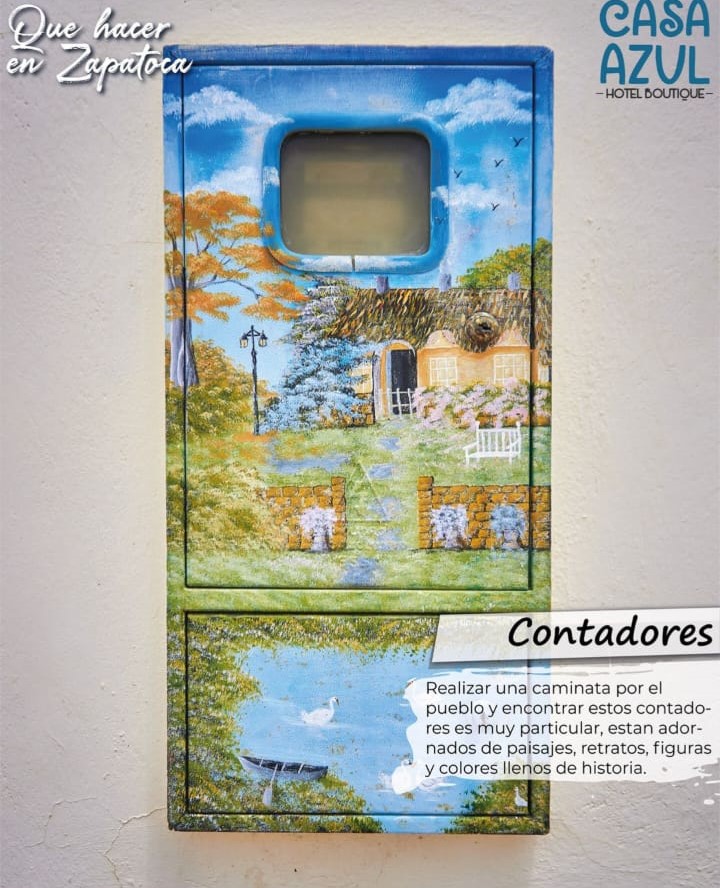 Que hacer
en Zapatoca
CASA
AZUL
- HOTEL BOUTIQUE -
Contadores
Realizar una caminata por el
pueblo y encontrar estos contado-
res es muy particular, estan ador-
nados de paisajes, retratos, figuras
y colores llenos de historia.